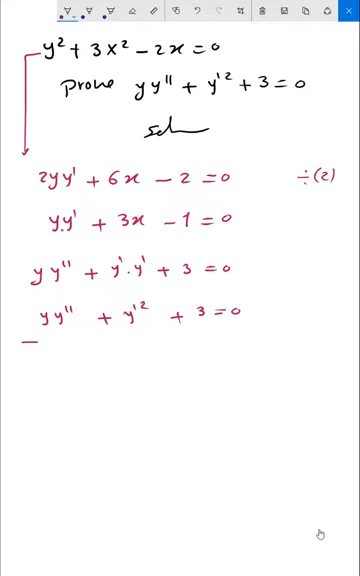 y² + 3x² - 2x = 0
Prove yy'' + y'² + 3 = 0
Soln
2yy' + 6x - 2 = 0 ÷(2)
y.y' + 3x - 1 = 0
yy'' + y'.y' + 3 = 0
yy'' + y'² + 3 = 0